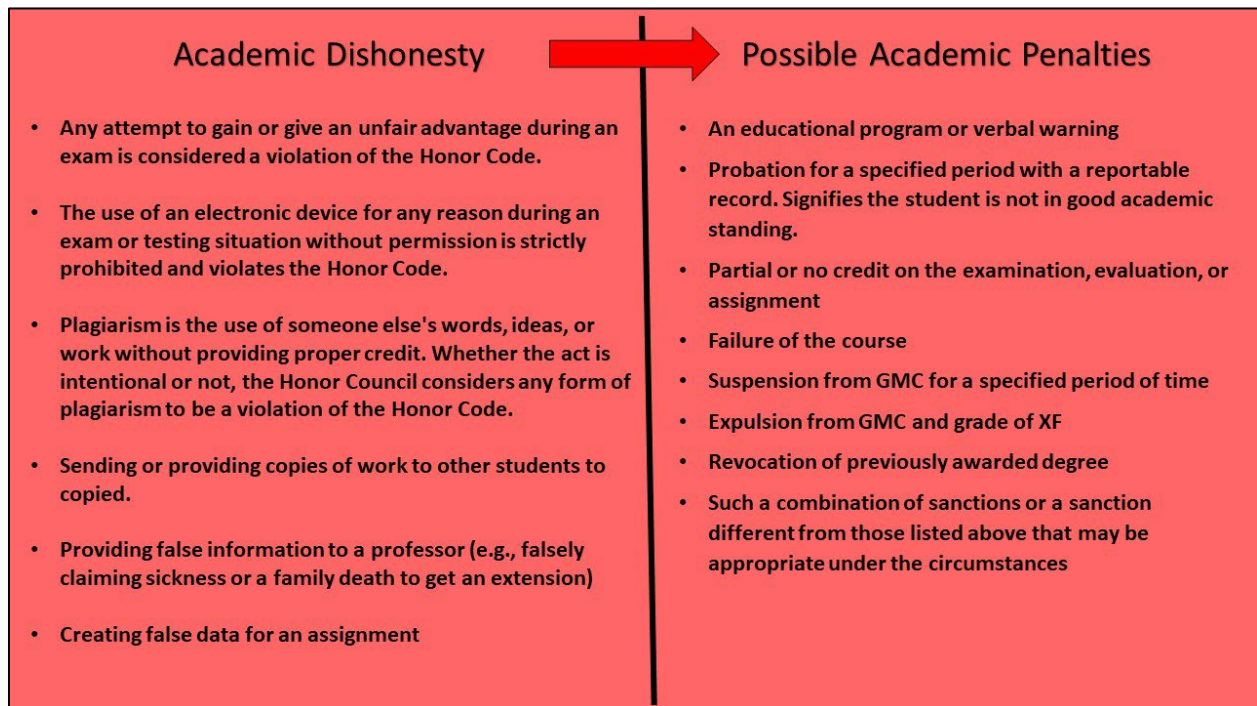 Academic Dishonesty
• Any attempt to gain or give an unfair advantage during an
exam is considered a violation of the Honor Code.
• The use of an electronic device for any reason during an
exam or testing situation without permission is strictly
prohibited and violates the Honor Code.
• Plagiarism is the use of someone else's words, ideas, or
work without providing proper credit. Whether the act is
intentional or not, the Honor Council considers any form of
plagiarism to be a violation of the Honor Code.
• Sending or providing copies of work to other students to
copied.
• Providing false information to a professor (e.g., falsely
claiming sickness or a family death to get an extension)
• Creating false data for an assignment
Possible Academic Penalties
• An educational program or verbal warning
• Probation for a specified period with a reportable
record. Signifies the student is not in good academic
standing.
• Partial or no credit on the examination, evaluation, or
assignment
• Failure of the course
• Suspension from GMC for a specified period of time
• Expulsion from GMC and grade of XF
• Revocation of previously awarded degree
• Such a combination of sanctions or a sanction
different from those listed above that may be
appropriate under the circumstances